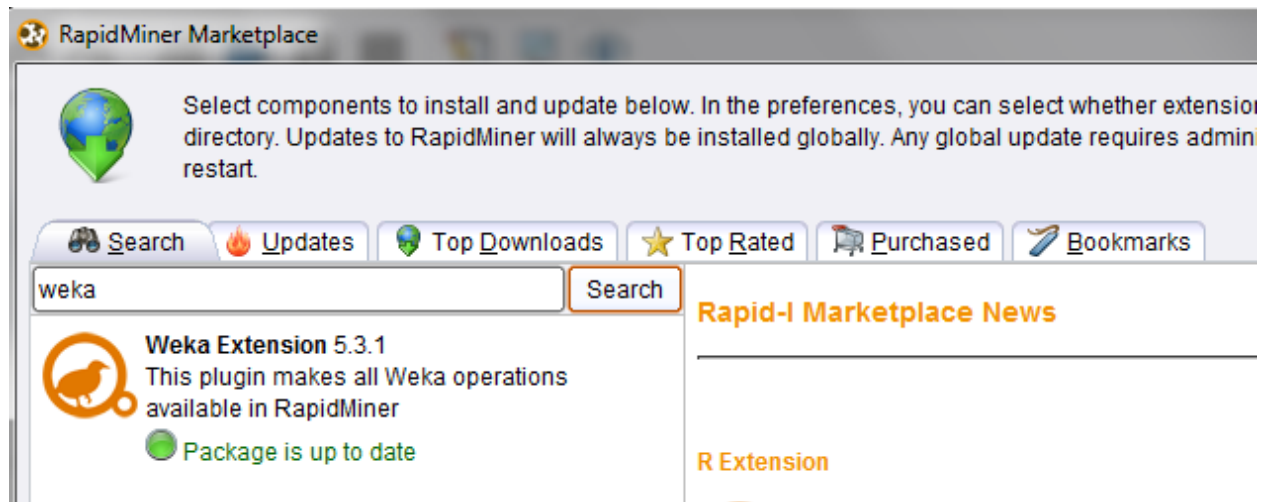 RapidMiner Marketplace
Select components to install and update below. In the preferences, you can select whether extension
directory. Updates to RapidMiner will always be installed globally. Any global update requires admini
restart.
Search Updates Top Downloads Top Rated Purchased Bookmarks
weka Search
Rapid-I Marketplace News
Weka Extension 5.3.1
This plugin makes all Weka operations
available in RapidMiner
Package is up to date
R Extension